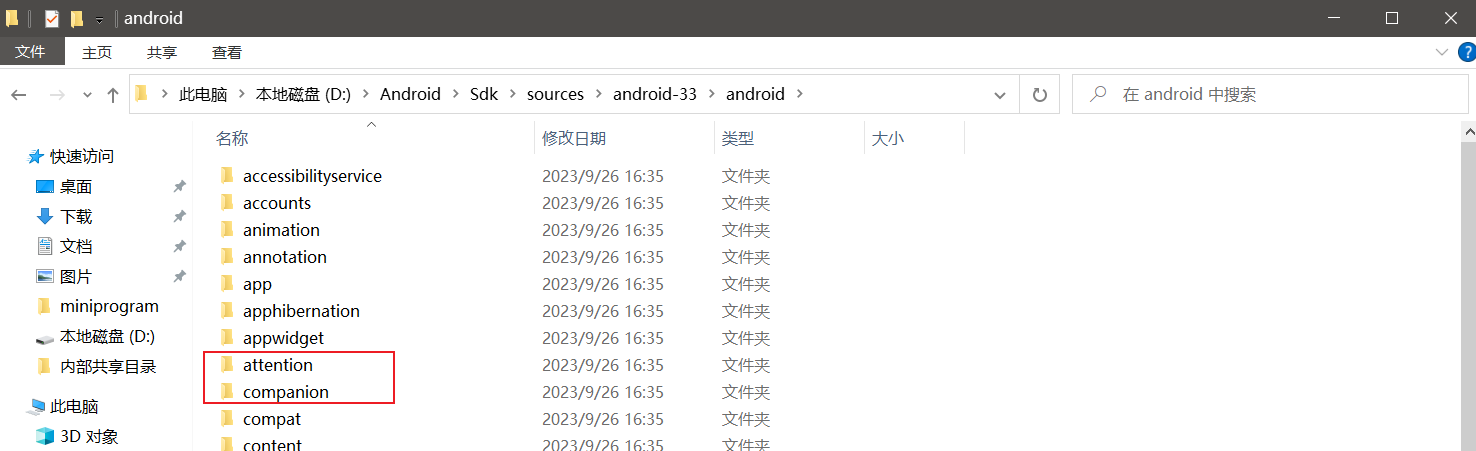 android
文件 主页 共享 查看
此电脑 本地磁盘 (D:) Android Sdk sources android-33 android 在 android 中搜索
名称 修改日期 类型 大小
快速访问
桌面
下载
文档
图片
miniprogram
本地磁盘 (D:)
内部共享目录
此电脑
3D 对象
accessibilityservice 2023/9/26 16:35 文件夹
accounts 2023/9/26 16:35 文件夹
animation 2023/9/26 16:35 文件夹
annotation 2023/9/26 16:35 文件夹
app 2023/9/26 16:35 文件夹
apphibernation 2023/9/26 16:35 文件夹
appwidget 2023/9/26 16:35 文件夹
attention 2023/9/26 16:35 文件夹
companion 2023/9/26 16:35 文件夹
compat 2023/9/26 16:35 文件夹
content 2023/9/26 16:35 文件夹